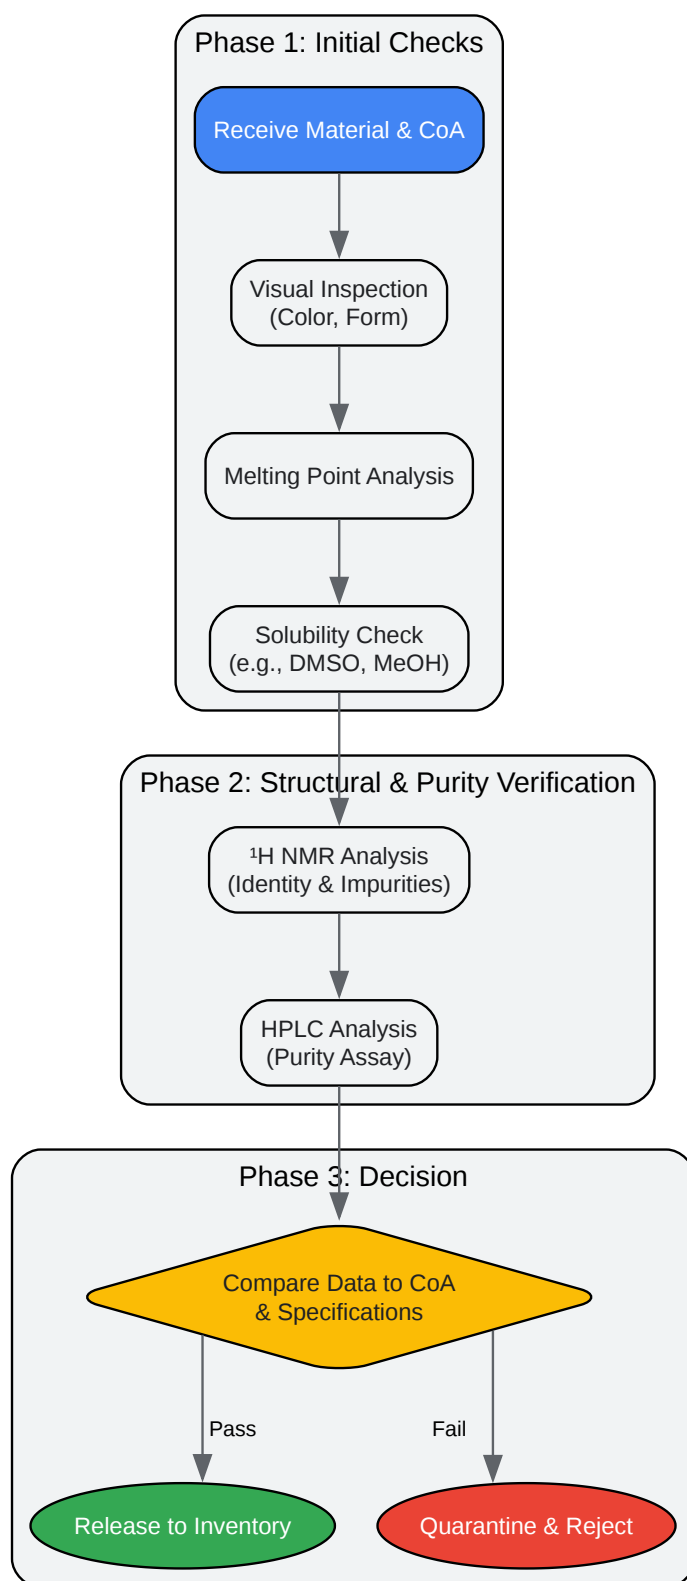 Phase 1: Initial Checks
Receive Material & CoA
Visual Inspection
(Color, Form)
Melting Point Analysis
Solubility Check
(e.g., DMSO, MeOH)
Phase 2: Structural & Purity Verification
¹H NMR Analysis
(Identity & Impurities)
HPLC Analysis
(Purity Assay)
Phase 3: Decision
Compare Data to CoA
& Specifications
Pass
Fail
Release to Inventory
Quarantine & Reject